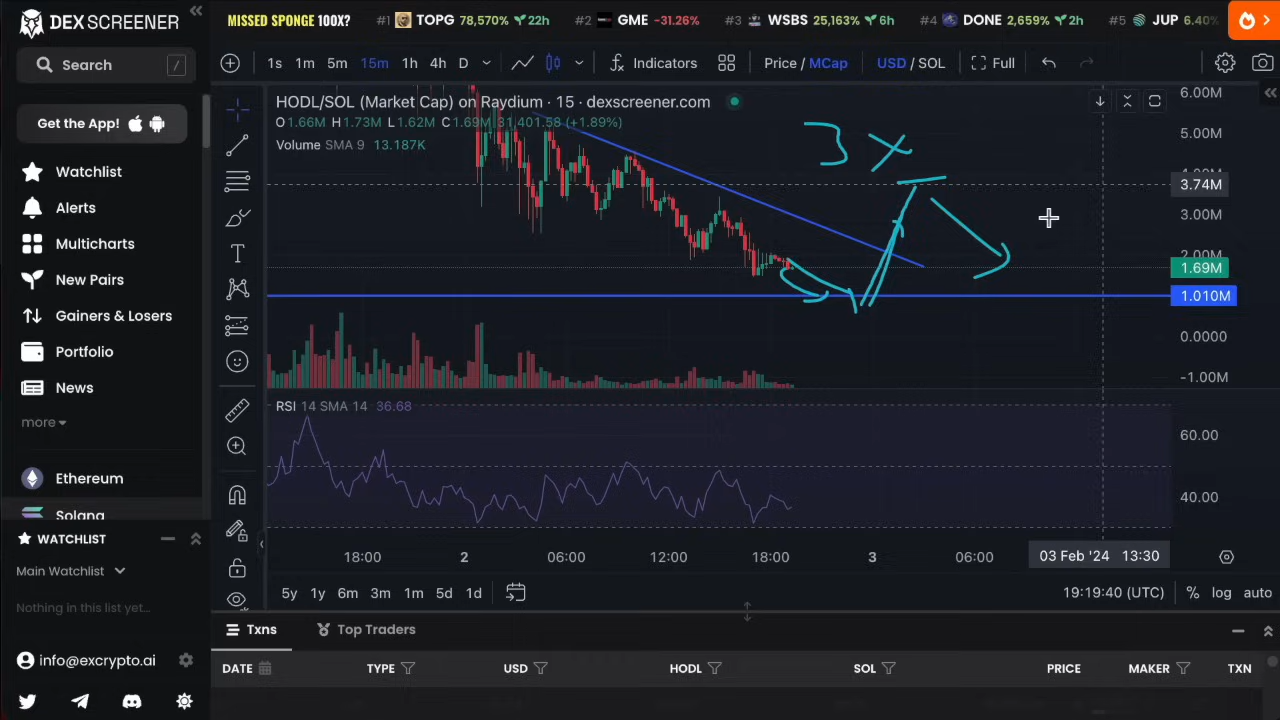 DEX SCREENER
MISSED SPONGE 100X?
#1 TOPG 78,570% 22h
#2 GME -31.26%
#3 WSBS 25,163% 6h
#4 DONE 2,659% 2h
#5 JUP 6.40%
Search /
Get the App!
Watchlist
Alerts
Multicharts
New Pairs
Gainers & Losers
Portfolio
News
more
Ethereum
Solana
WATCHLIST
Main Watchlist
Nothing in this list yet...
info@excrypto.ai
1s 1m 5m 15m 1h 4h D
Indicators
Price / MCap
USD / SOL
Full
HODL/SOL (Market Cap) on Raydium · 15 · dexscreener.com
O1.66M H1.73M L1.62M C1.69M 31,401.58 (+1.89%)
Volume SMA 9 13.187K
3 X
6.00M
5.00M
3.74M
3.00M
2.00M
1.69M
1.010M
0.0000
-1.00M
RSI 14 SMA 14 36.68
60.00
40.00
18:00 2 06:00 12:00 18:00 3 06:00 03 Feb '24 13:30
5y 1y 6m 3m 1m 5d 1d
19:19:40 (UTC) % log auto
Txns Top Traders
DATE TYPE USD HODL SOL PRICE MAKER TXN